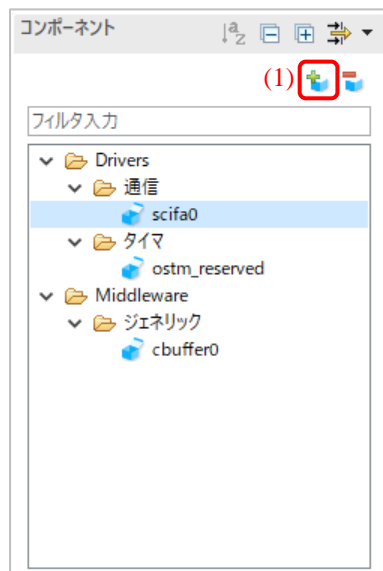 コンポーネント
(1)
フィルタ入力
Drivers
通信
scifa0
タイマ
ostm_reserved
Middleware
ジェネリック
cbuffer0